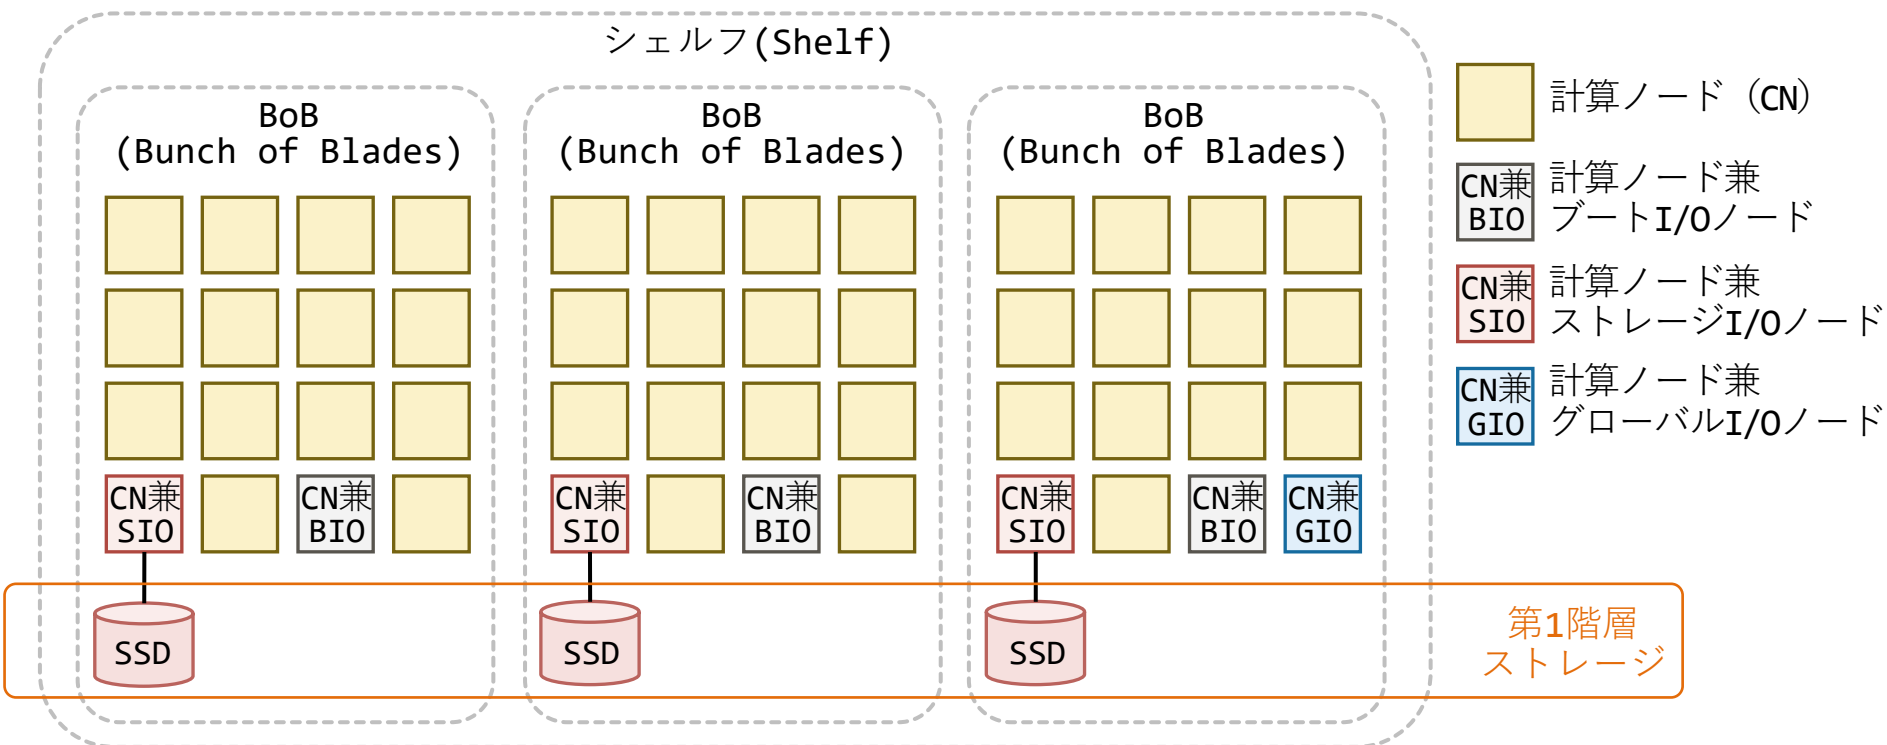 シェルフ(Shelf)
BoB
(Bunch of Blades)
CN兼
SIO
CN兼
BIO
SSD
BoB
(Bunch of Blades)
CN兼
SIO
CN兼
BIO
SSD
BoB
(Bunch of Blades)
CN兼
SIO
CN兼
BIO
CN兼
GIO
SSD
第1階層
ストレージ
計算ノード（CN）
CN兼
BIO
計算ノード兼
ブートI/Oノード
CN兼
SIO
計算ノード兼
ストレージI/Oノード
CN兼
GIO
計算ノード兼
グローバルI/Oノード